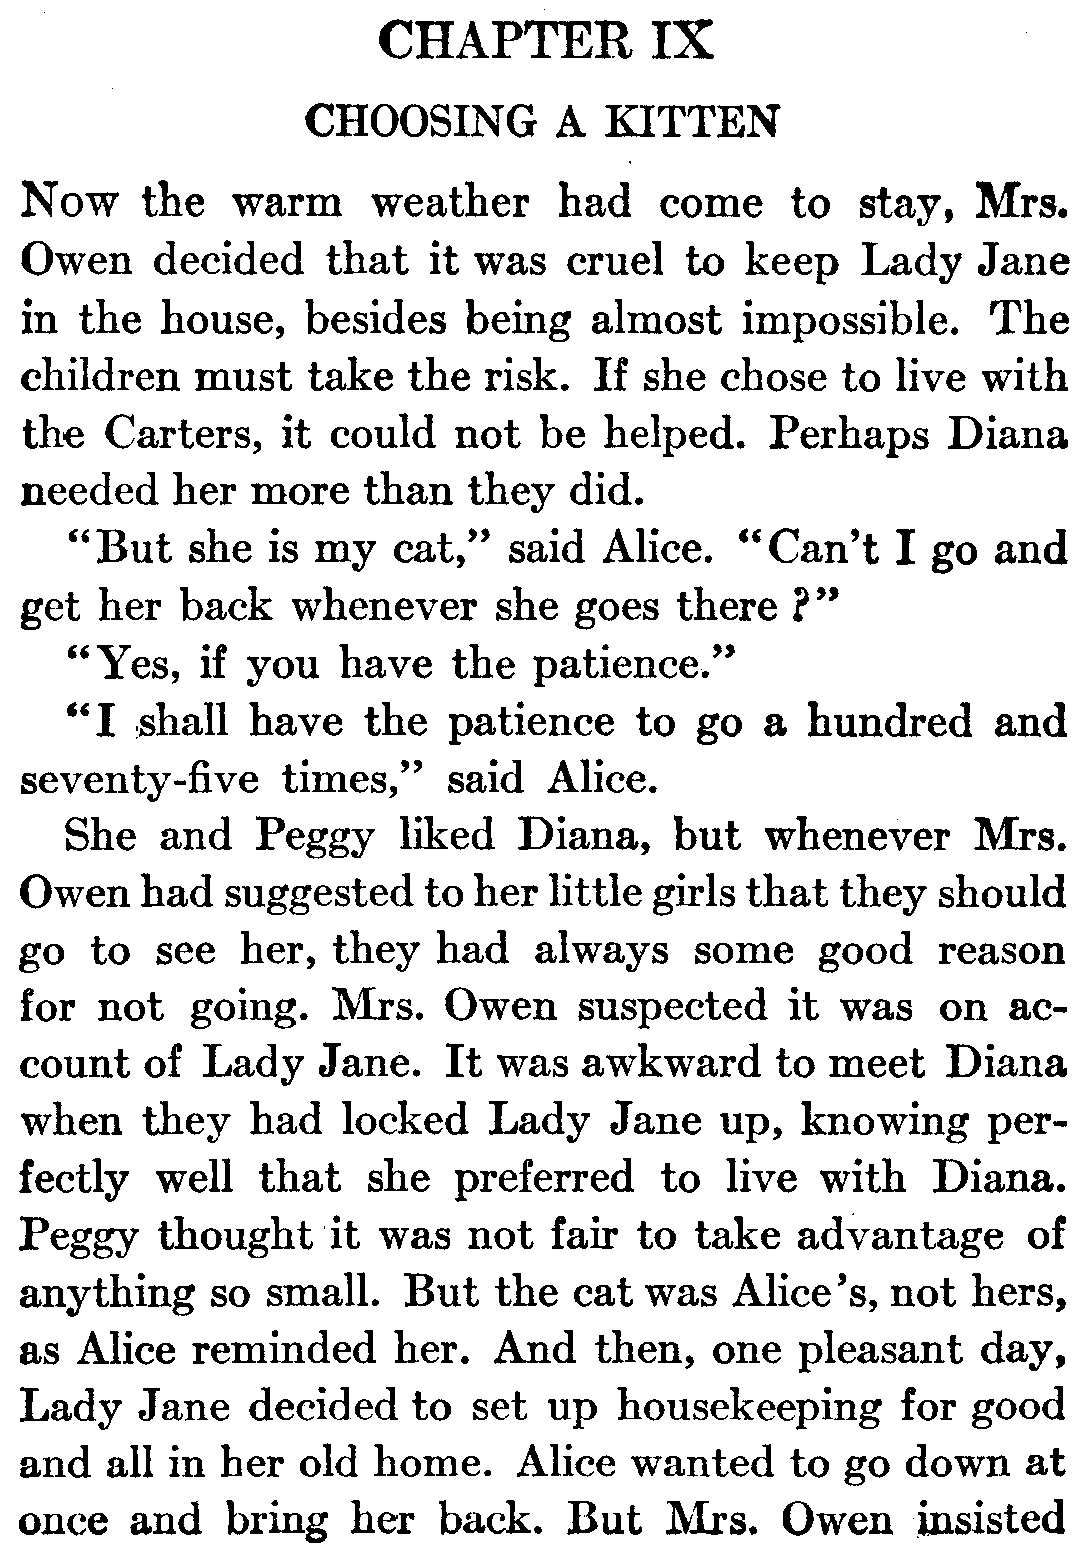 CHAPTER IX
CHOOSING A KITTEN
Now the warm weather had come to stay, Mrs.
Owen decided that it was cruel to keep Lady Jane
in the house, besides being almost impossible. The
children must take the risk. If she chose to live with
the Carters, it could not be helped. Perhaps Diana
needed her more than they did.
"But she is my cat," said Alice. "Can't I go and
get her back whenever she goes there?"
"Yes, if you have the patience."
"I shall have the patience to go a hundred and
seventy-five times," said Alice.
She and Peggy liked Diana, but whenever Mrs.
Owen had suggested to her little girls that they should
go to see her, they had always some good reason
for not going. Mrs. Owen suspected it was on ac-
count of Lady Jane. It was awkward to meet Diana
when they had locked Lady Jane up, knowing per-
fectly well that she preferred to live with Diana.
Peggy thought it was not fair to take advantage of
anything so small. But the cat was Alice's, not hers,
as Alice reminded her. And then, one pleasant day,
Lady Jane decided to set up housekeeping for good
and all in her old home. Alice wanted to go down at
once and bring her back. But Mrs. Owen insisted